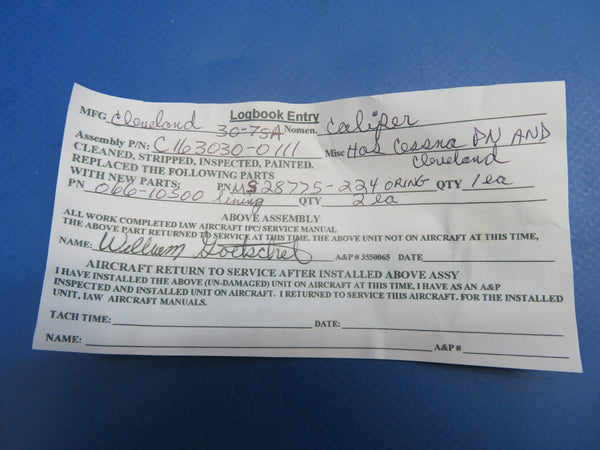 Logbook Entry
MFG Cleveland 30-75A Nomen. Caliper
Assembly P/N: C163030-0111 Misc Has Cessna PN AND Cleveland
CLEANED, STRIPPED, INSPECTED, PAINTED.
REPLACED THE FOLLOWING PARTS
WITH NEW PARTS: PN MS28775-224 ORING QTY 1 ea
PN 066-10500 Lining QTY 2 ea
ABOVE ASSEMBLY
ALL WORK COMPLETED IAW AIRCRAFT IPC/ SERVICE MANUAL
THE ABOVE PART RETURNED TO SERVICE AT THIS TIME. THE ABOVE UNIT NOT ON AIRCRAFT AT THIS TIME,
NAME: William Goetschel A&P # 3550065 DATE
AIRCRAFT RETURN TO SERVICE AFTER INSTALLED ABOVE ASSY
I HAVE INSTALLED THE ABOVE (UN-DAMAGED) UNIT ON AIRCRAFT AT THIS TIME, I HAVE AS AN A&P
INSPECTED AND INSTALLED UNIT ON AIRCRAFT. I RETURNED TO SERVICE THIS AIRCRAFT. FOR THE INSTALLED
UNIT, IAW AIRCRAFT MANUALS.
TACH TIME: DATE:
NAME: A&P #